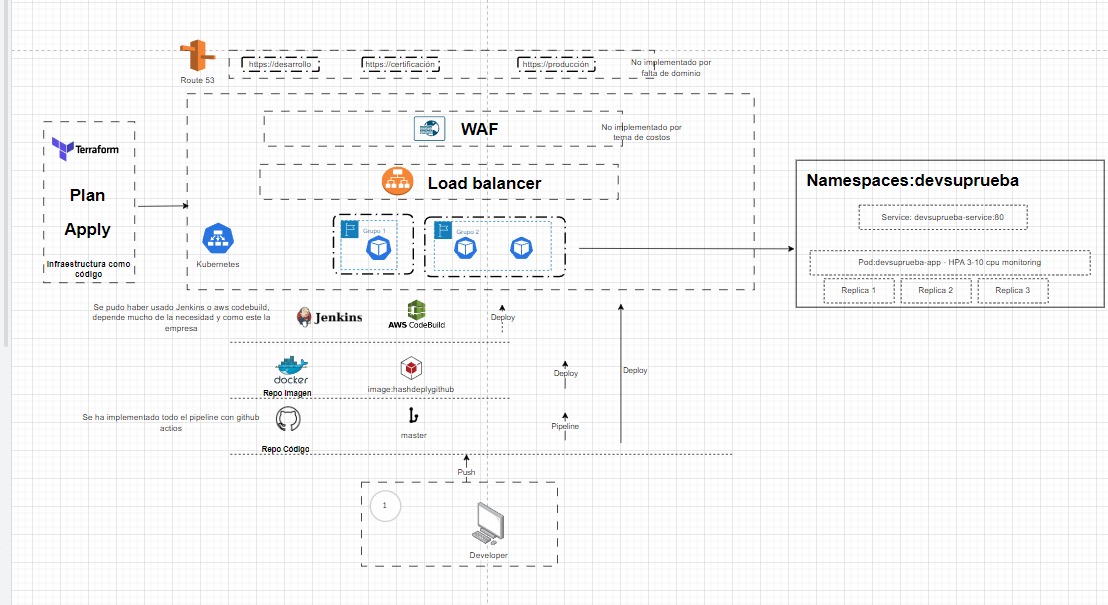 https://desarrollo
https://certificación
https://producción
No implementado por
falta de dominio
Route 53
WAF
No implementado por
tema de costos
Terraform
Plan
Apply
Infraestructura como
código
Load balancer
Grupo 1
Grupo 2
Kubernetes
Namespaces:devsuprueba
Service: devsuprueba-service:80
Pod:devsuprueba-app - HPA 3-10 cpu monitoring
Replica 1
Replica 2
Replica 3
Se pudo haber usado Jenkins o aws codebuild,
depende mucho de la necesidad y como este la
empresa
Jenkins
AWS CodeBuild
Deploy
docker
Repo Imagen
image:hashdeplygithub
Deploy
Deploy
Se ha implementado todo el pipeline con github
actios
Repo Código
master
Pipeline
Push
1
Developer